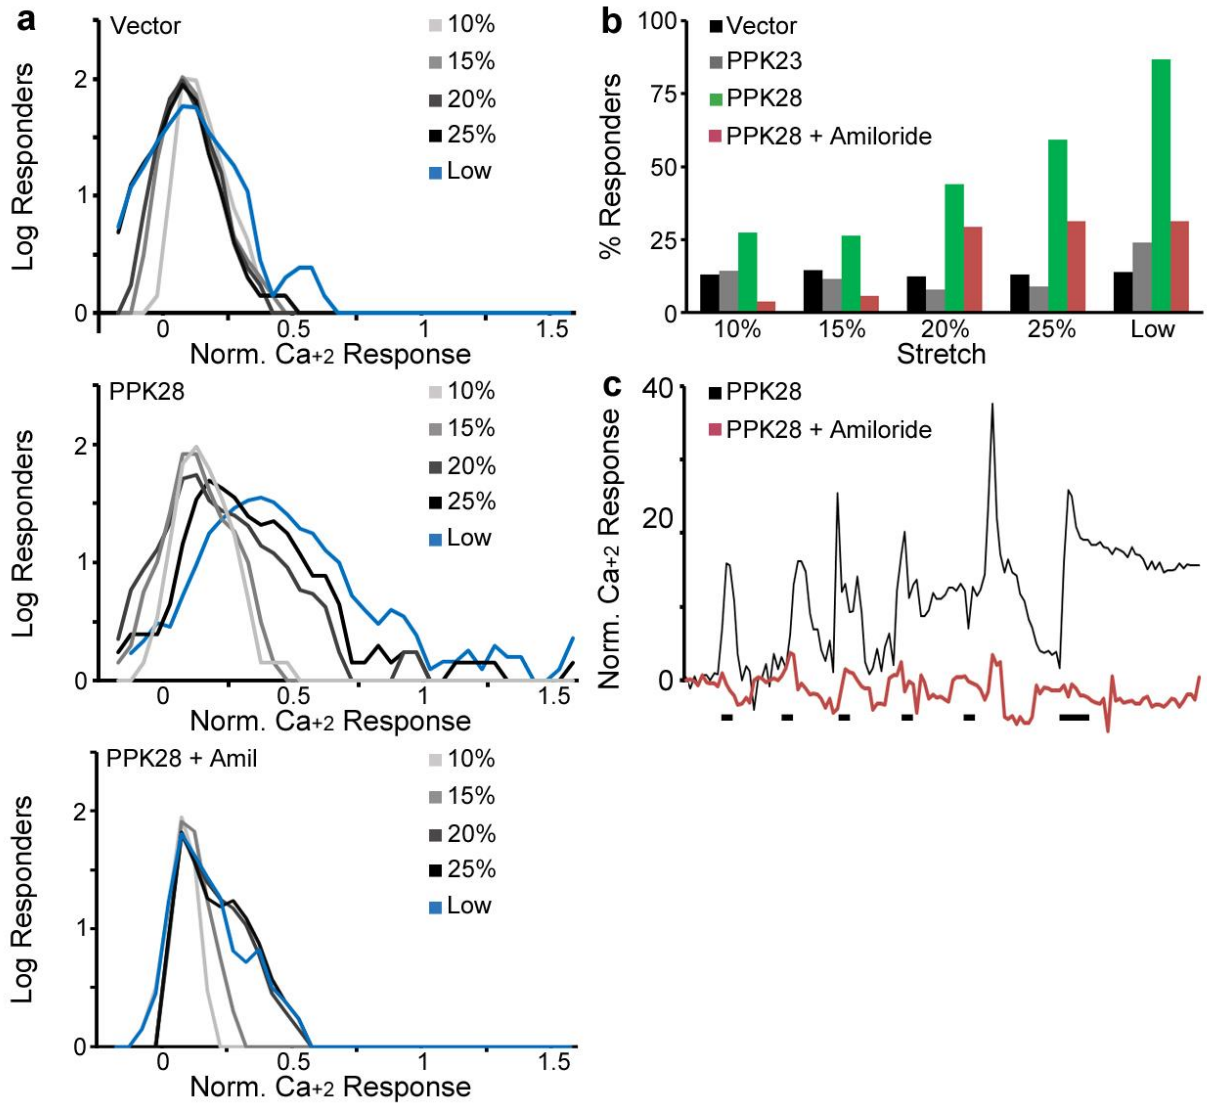 a
Vector
10%
15%
20%
25%
Low
Log Responders
2
1
0
0
0.5
1
1.5
Norm. Ca+2 Response
PPK28
10%
15%
20%
25%
Low
Log Responders
2
1
0
0
0.5
1
1.5
Norm. Ca+2 Response
PPK28 + Amil
10%
15%
20%
25%
Low
Log Responders
2
1
0
0
0.5
1
1.5
Norm. Ca+2 Response
b
Vector
PPK23
PPK28
PPK28 + Amiloride
% Responders
100
75
50
25
0
10%
15%
20%
25%
Low
Stretch
c
PPK28
PPK28 + Amiloride
Norm. Ca+2 Response
40
20
0